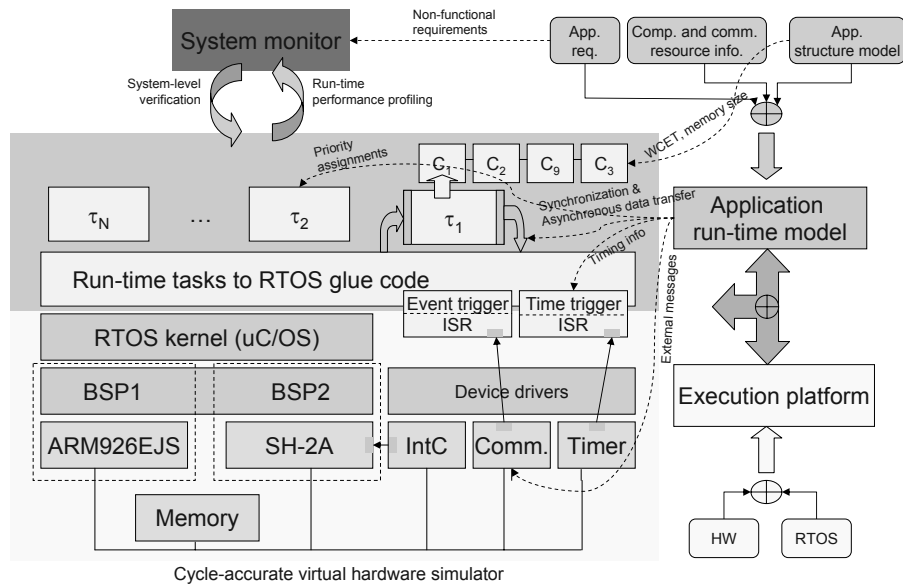 System monitor
Non-functional
requirements
App.
req.
Comp. and comm.
resource info.
App.
structure model
System-level
verification
Run-time
performance profiling
WCET, memory size
Priority
assignments
C1
C2
C9
C3
τN
...
τ2
τ1
Synchronization &
Asynchronous data transfer
Application
run-time model
Timing info
Run-time tasks to RTOS glue code
Event trigger
ISR
Time trigger
ISR
External messages
RTOS kernel (uC/OS)
BSP1
BSP2
Device drivers
Execution platform
ARM926EJS
SH-2A
IntC
Comm.
Timer
Memory
HW
RTOS
Cycle-accurate virtual hardware simulator